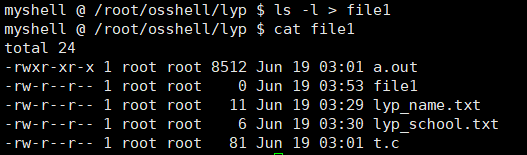 myshell @ /root/osshell/lyp $ ls -l > file1
myshell @ /root/osshell/lyp $ cat file1
total 24
-rwxr-xr-x 1 root root 8512 Jun 19 03:01 a.out
-rw-r--r-- 1 root root    0 Jun 19 03:53 file1
-rw-r--r-- 1 root root   11 Jun 19 03:29 lyp_name.txt
-rw-r--r-- 1 root root    6 Jun 19 03:30 lyp_school.txt
-rw-r--r-- 1 root root   81 Jun 19 03:01 t.c